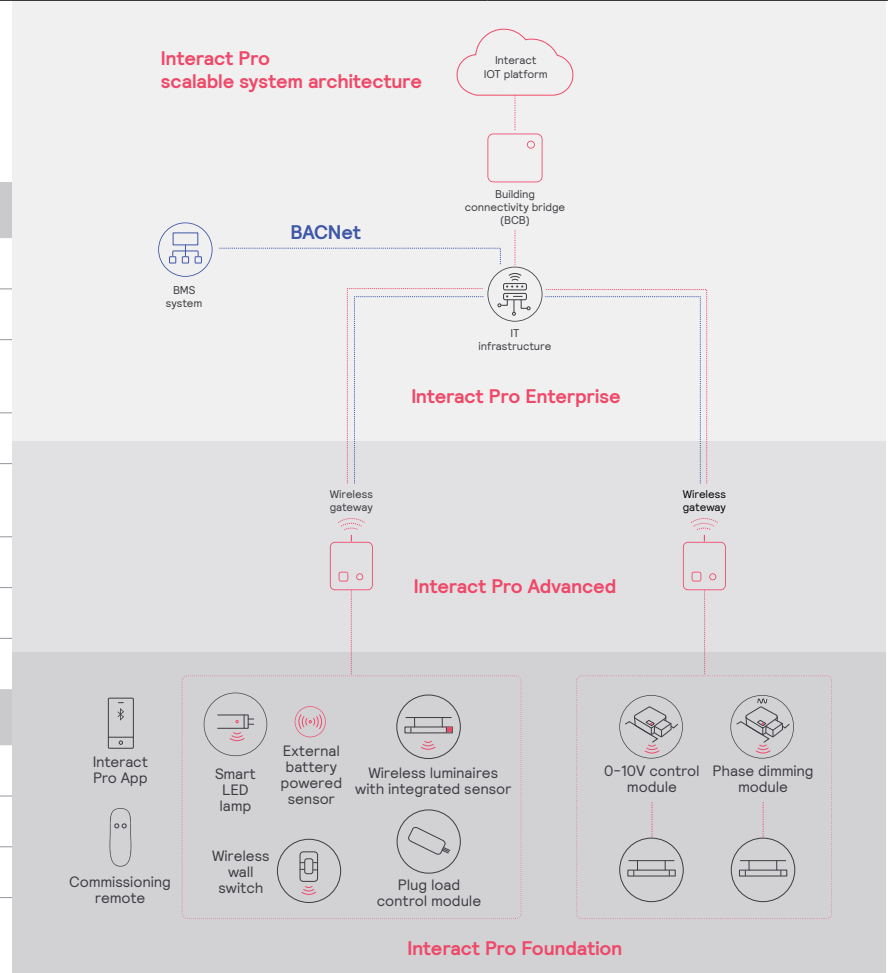 Interact Pro
scalable system architecture
Interact
IOT platform
Building
connectivity bridge
(BCB)
BACNet
BMS
system
IT
infrastructure
Interact Pro Enterprise
Wireless
gateway
Wireless
gateway
Interact Pro Advanced
Interact
Pro App
Smart
LED
lamp
External
battery
powered
sensor
Wireless luminaires
with integrated sensor
0-10V control
module
Phase dimming
module
Commissioning
remote
Wireless
wall
switch
Plug load
control module
Interact Pro Foundation